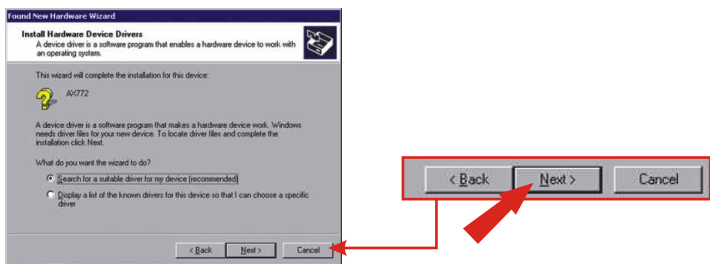 Found New Hardware Wizard
Install Hardware Device Drivers
A device driver is a software program that enables a hardware device to work with
an operating system.
This wizard will complete the installation for this device:
AX772
A device driver is a software program that makes a hardware device work. Windows
needs driver files for your new device. To locate driver files and complete the
installation click Next.
What do you want the wizard to do?
Search for a suitable driver for my device (recommended)
Display a list of the known drivers for this device so that I can choose a specific
driver
< Back Next > Cancel
< Back Next > Cancel